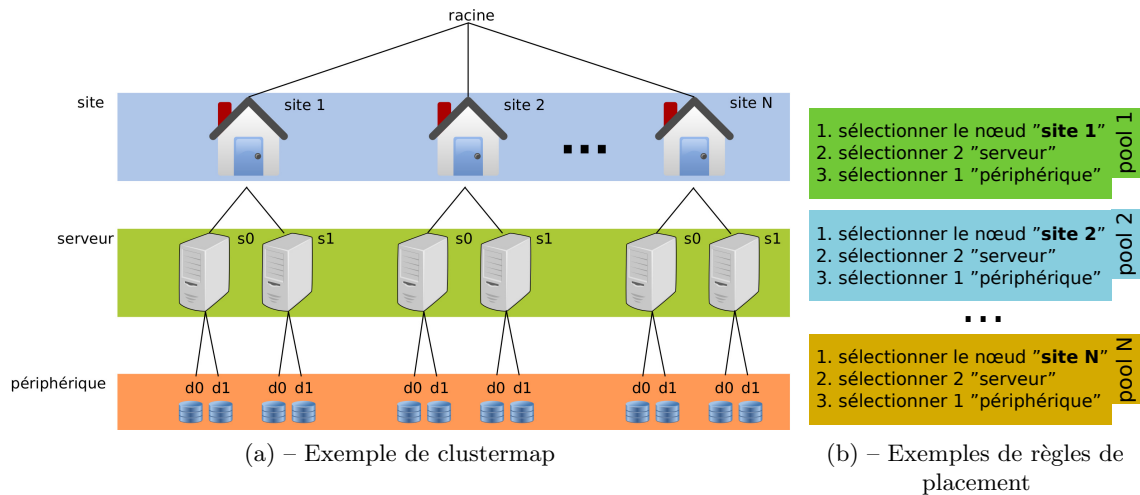 racine
site
site 1
site 2
site N
...
serveur
s0 s1 s0 s1 s0 s1
périphérique
d0 d1 d0 d1 d0 d1 d0 d1 d0 d1 d0 d1
(a) – Exemple de clustermap
1. sélectionner le nœud ”site 1”
2. sélectionner 2 ”serveur”
3. sélectionner 1 ”périphérique”
pool 1
1. sélectionner le nœud ”site 2”
2. sélectionner 2 ”serveur”
3. sélectionner 1 ”périphérique”
pool 2
...
1. sélectionner le nœud ”site N”
2. sélectionner 2 ”serveur”
3. sélectionner 1 ”périphérique”
pool N
(b) – Exemples de règles de
placement